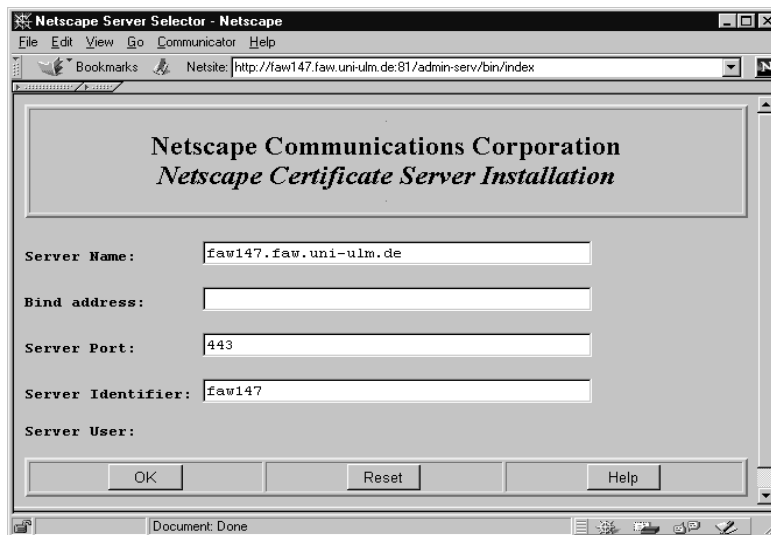 Netscape Server Selector - Netscape
File Edit View Go Communicator Help
Bookmarks Netsite: http://faw147.faw.uni-ulm.de:81/admin-serv/bin/index
N
Netscape Communications Corporation
Netscape Certificate Server Installation
Server Name: faw147.faw.uni-ulm.de
Bind address:
Server Port: 443
Server Identifier: faw147
Server User:
OK Reset Help
Document: Done